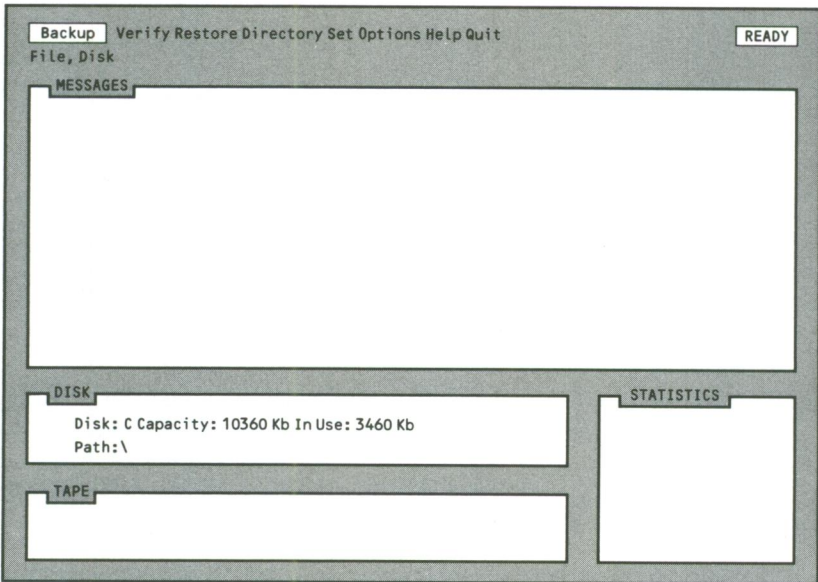 Backup Verify Restore Directory Set Options Help Quit READY
File, Disk
MESSAGES
DISK
Disk: C Capacity: 10360 Kb In Use: 3460 Kb
Path:\
STATISTICS
TAPE